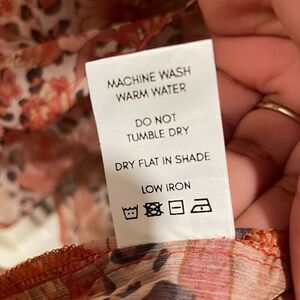 MACHINE WASH
WARM WATER
DO NOT
TUMBLE DRY
DRY FLAT IN SHADE
LOW IRON